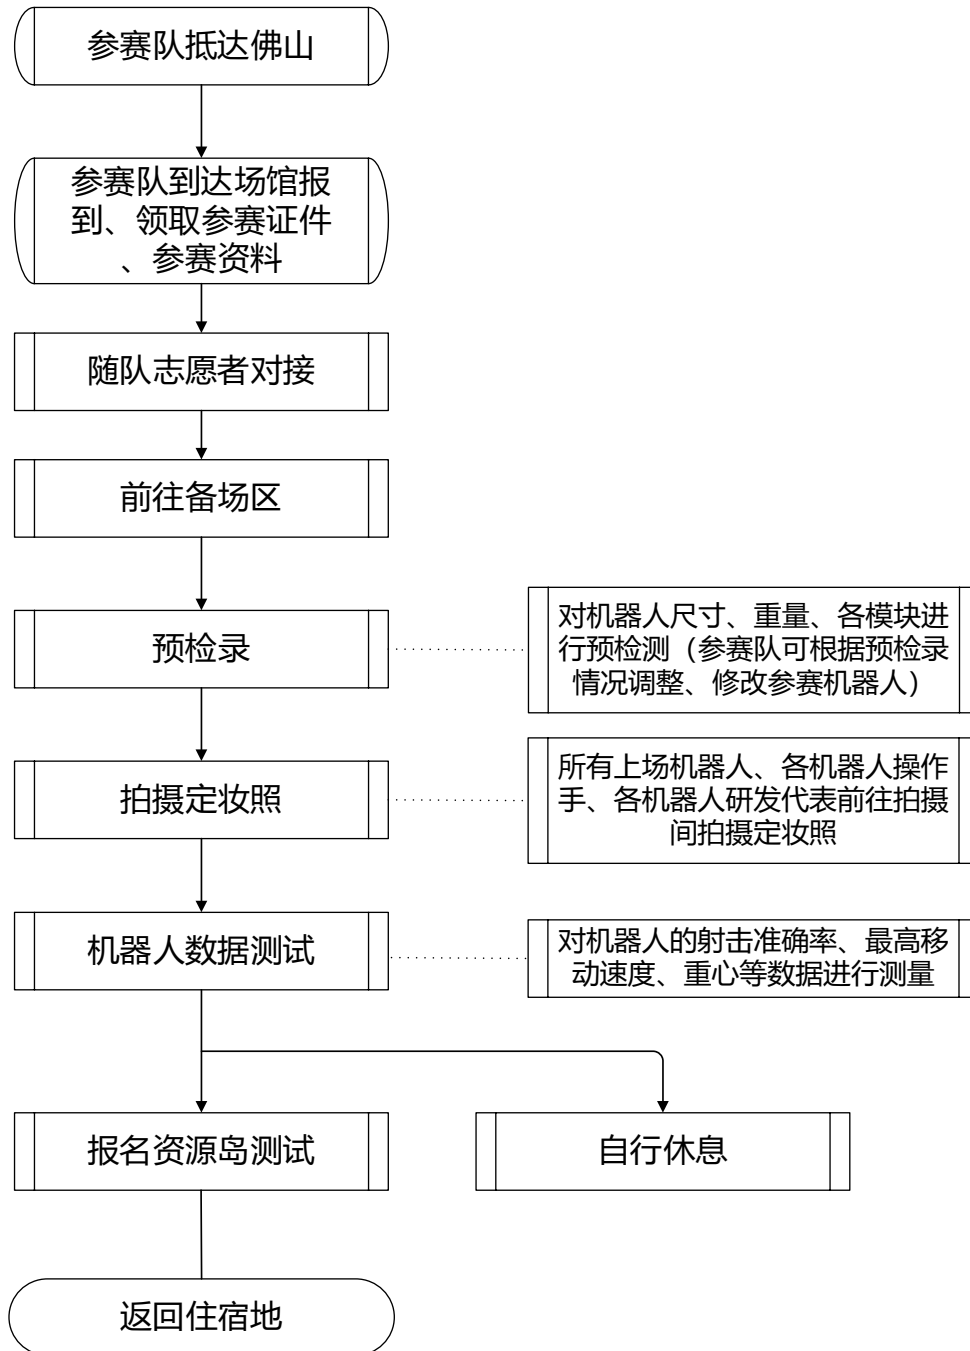 参赛队抵达佛山
参赛队到达场馆报
到、领取参赛证件
、参赛资料
随队志愿者对接
前往备场区
预检录
对机器人尺寸、重量、各模块进
行预检测（参赛队可根据预检录
情况调整、修改参赛机器人）
拍摄定妆照
所有上场机器人、各机器人操作
手、各机器人研发代表前往拍摄
间拍摄定妆照
机器人数据测试
对机器人的射击准确率、最高移
动速度、重心等数据进行测量
报名资源岛测试
自行休息
返回住宿地